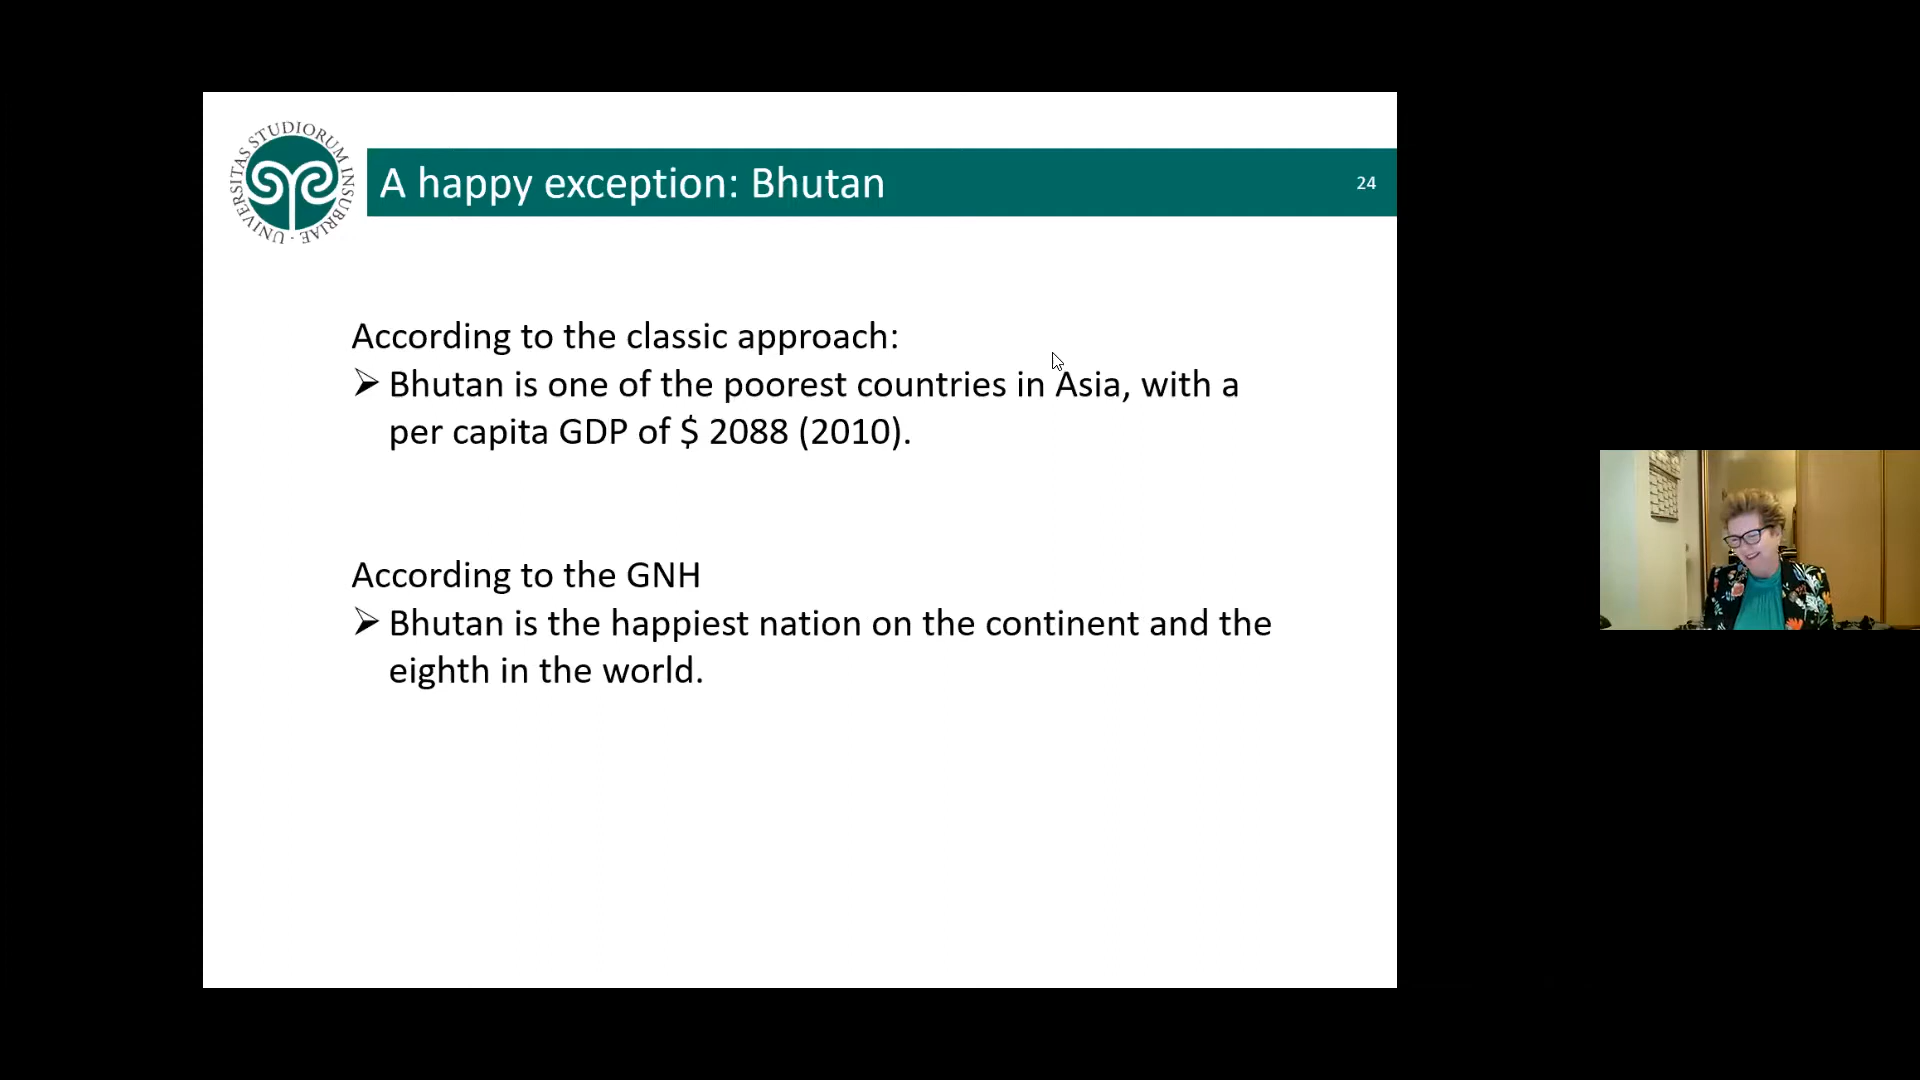 UNIVERSITAS STUDIORUM INSUBRIAE
A happy exception: Bhutan
24
According to the classic approach:
➢ Bhutan is one of the poorest countries in Asia, with a
per capita GDP of $ 2088 (2010).
According to the GNH
➢ Bhutan is the happiest nation on the continent and the
eighth in the world.